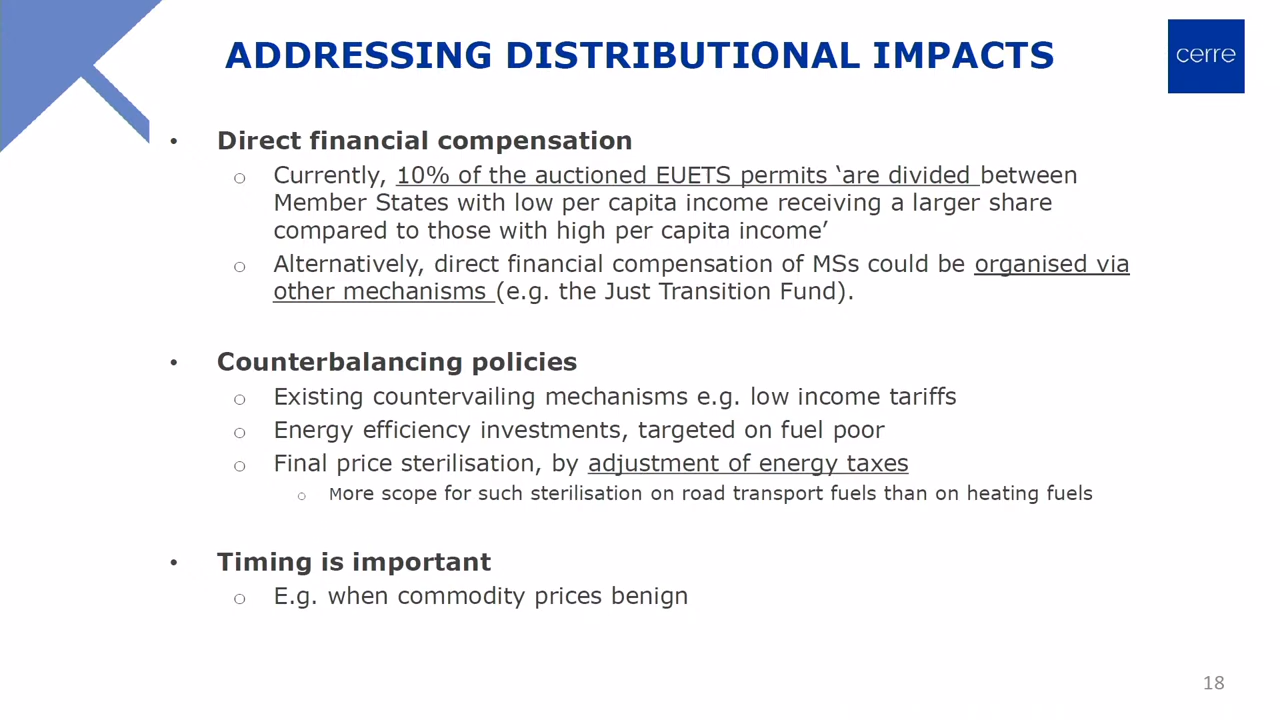 ADDRESSING DISTRIBUTIONAL IMPACTS
cerre
• Direct financial compensation
o Currently, 10% of the auctioned EUETS permits ‘are divided between
Member States with low per capita income receiving a larger share
compared to those with high per capita income’
o Alternatively, direct financial compensation of MSs could be organised via
other mechanisms (e.g. the Just Transition Fund).
• Counterbalancing policies
o Existing countervailing mechanisms e.g. low income tariffs
o Energy efficiency investments, targeted on fuel poor
o Final price sterilisation, by adjustment of energy taxes
o More scope for such sterilisation on road transport fuels than on heating fuels
• Timing is important
o E.g. when commodity prices benign
18